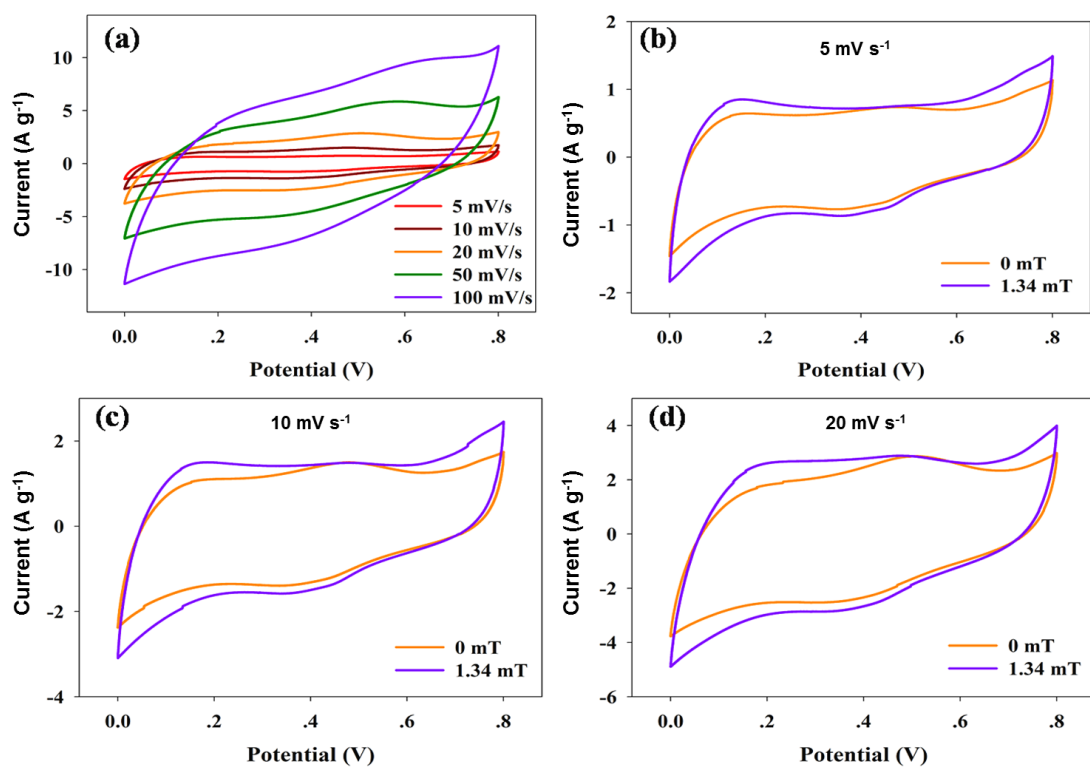 (a)
10
5
0
-5
-10
Current (A g-1)
5 mV/s
10 mV/s
20 mV/s
50 mV/s
100 mV/s
0.0 .2 .4 .6 .8
Potential (V)
(b)
5 mV s-1
2
1
0
-1
-2
Current (A g-1)
0 mT
1.34 mT
0.0 .2 .4 .6 .8
Potential (V)
(c)
10 mV s-1
2
0
-2
-4
Current (A g-1)
0 mT
1.34 mT
0.0 .2 .4 .6 .8
Potential (V)
(d)
20 mV s-1
4
2
0
-2
-4
-6
Current (A g-1)
0 mT
1.34 mT
0.0 .2 .4 .6 .8
Potential (V)